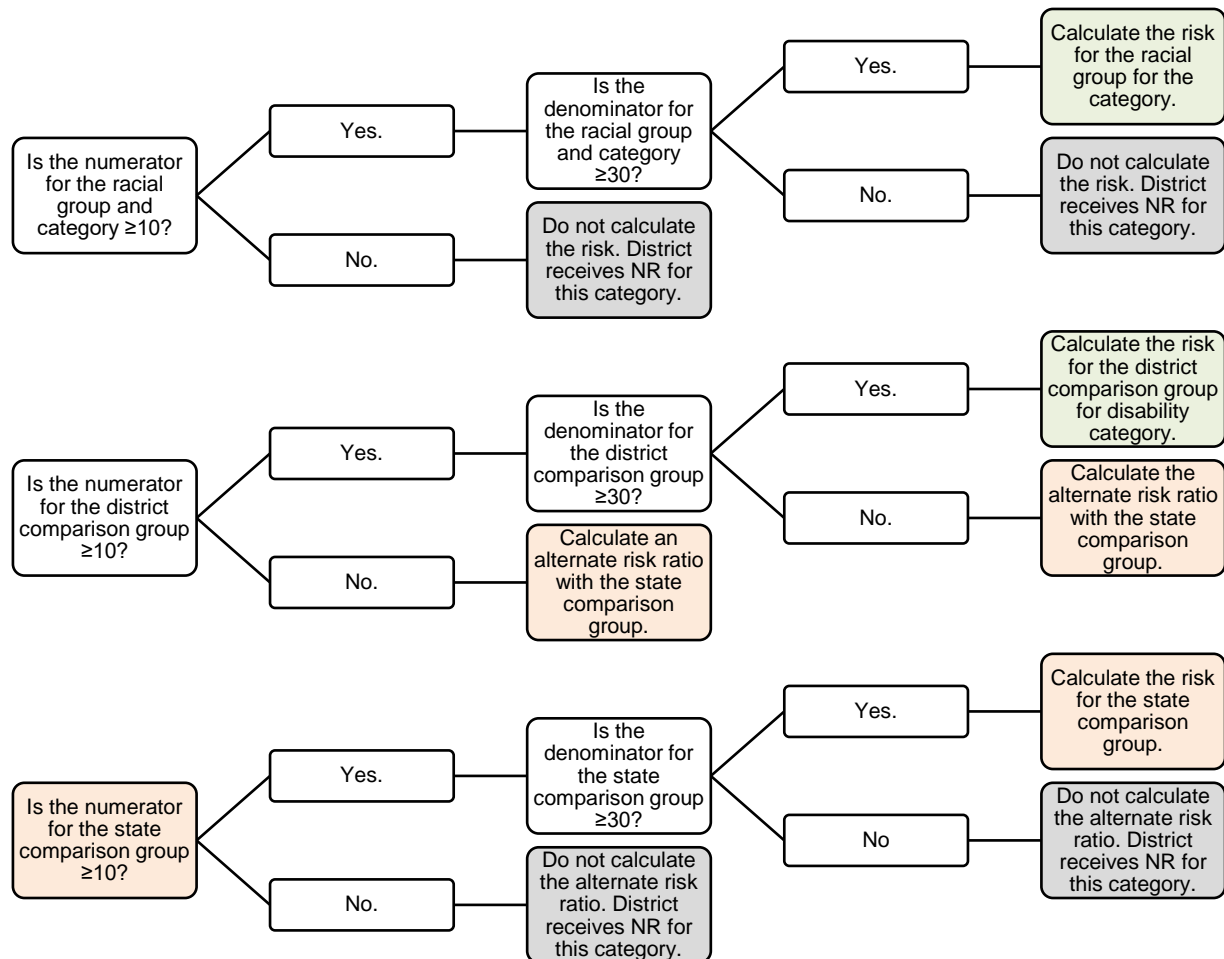 Is the numerator
for the racial
group and
category ≥10?
Yes.
No.
Is the
denominator for
the racial group
and category
≥30?
Do not calculate
the risk. District
receives NR for
this category.
Yes.
No.
Calculate the risk
for the racial
group for the
category.
Do not calculate
the risk. District
receives NR for
this category.
Is the numerator
for the district
comparison group
≥10?
Yes.
No.
Is the
denominator for
the district
comparison group
≥30?
Calculate an
alternate risk ratio
with the state
comparison
group.
Yes.
No.
Calculate the risk
for the district
comparison group
for disability
category.
Calculate the
alternate risk ratio
with the state
comparison
group.
Is the numerator
for the state
comparison group
≥10?
Yes.
No.
Is the
denominator for
the state
comparison group
≥30?
Do not calculate
the alternate risk
ratio. District
receives NR for
this category.
Yes.
No
Calculate the risk
for the state
comparison
group.
Do not calculate
the alternate risk
ratio. District
receives NR for
this category.